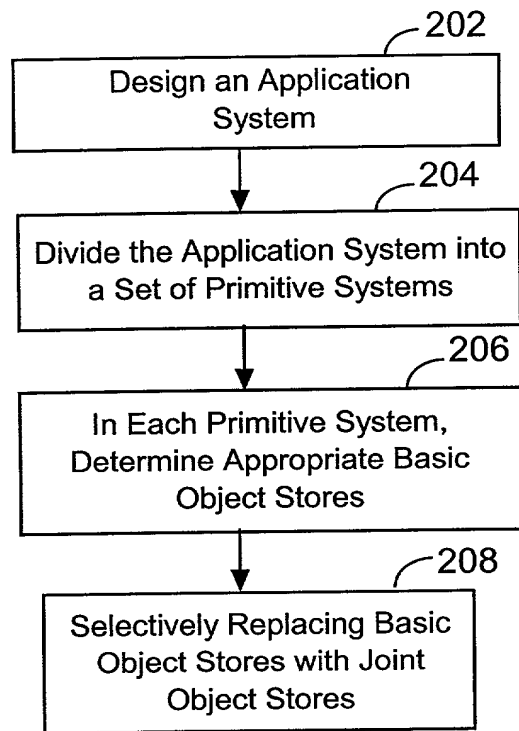 202
Design an Application
System
204
Divide the Application System into
a Set of Primitive Systems
206
In Each Primitive System,
Determine Appropriate Basic
Object Stores
208
Selectively Replacing Basic
Object Stores with Joint
Object Stores